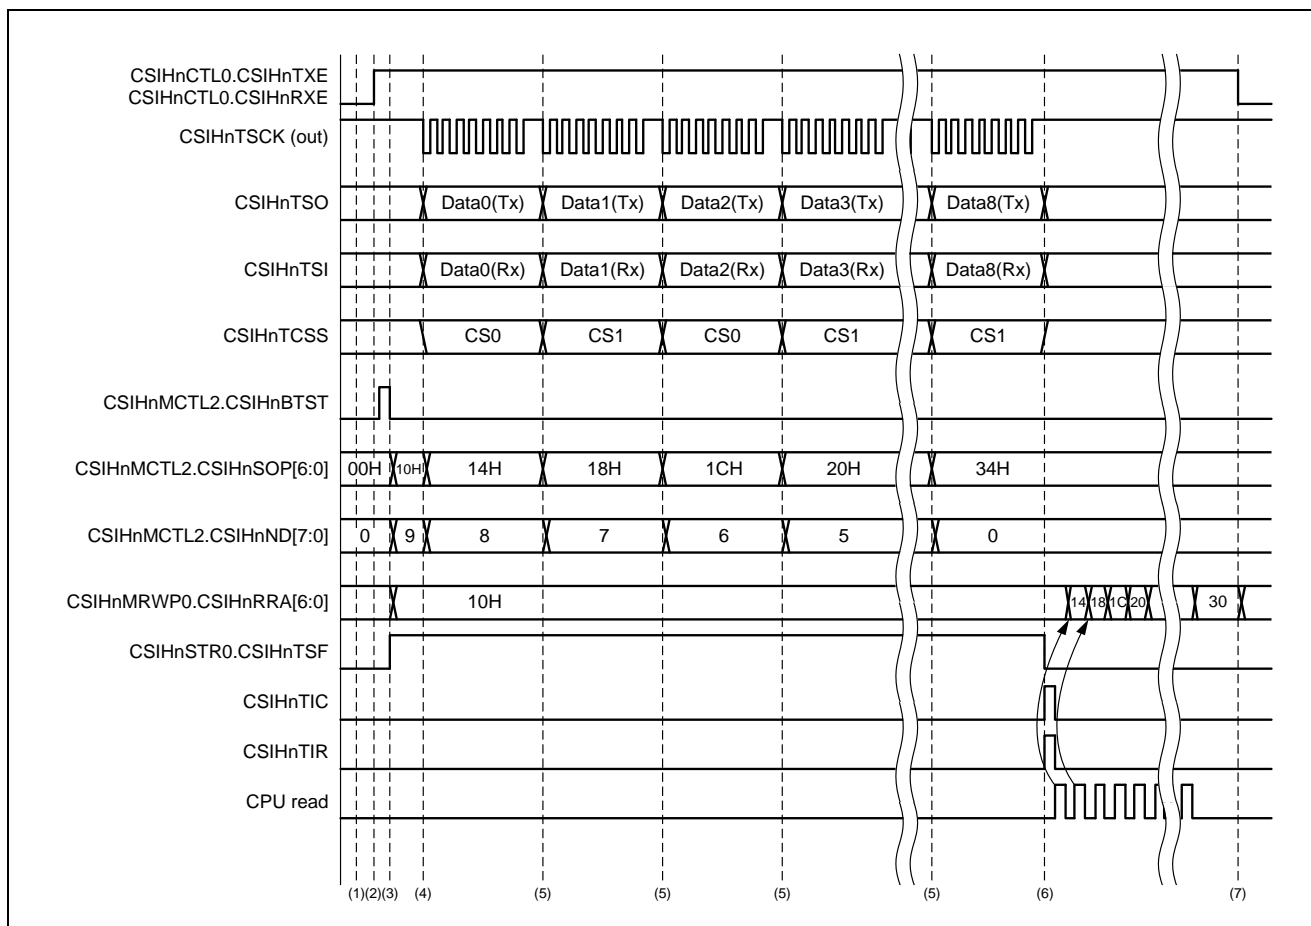 CSIHnCTL0.CSIHnTXE
CSIHnCTL0.CSIHnRXE
CSIHnTSCK (out)
CSIHnTSO Data0(Tx) Data1(Tx) Data2(Tx) Data3(Tx) Data8(Tx)
CSIHnTSI Data0(Rx) Data1(Rx) Data2(Rx) Data3(Rx) Data8(Rx)
CSIHnTCSS CS0 CS1 CS0 CS1 CS1
CSIHnMCTL2.CSIHnBTST
CSIHnMCTL2.CSIHnSOP[6:0] 00H 10H 14H 18H 1CH 20H 34H
CSIHnMCTL2.CSIHnND[7:0] 0 9 8 7 6 5 0
CSIHnMRWP0.CSIHnRRA[6:0] 10H 14 18 1C 20 30
CSIHnSTR0.CSIHnTSF
CSIHnTIC
CSIHnTIR
CPU read
(1) (2) (3) (4) (5) (5) (5) (5) (6) (7)